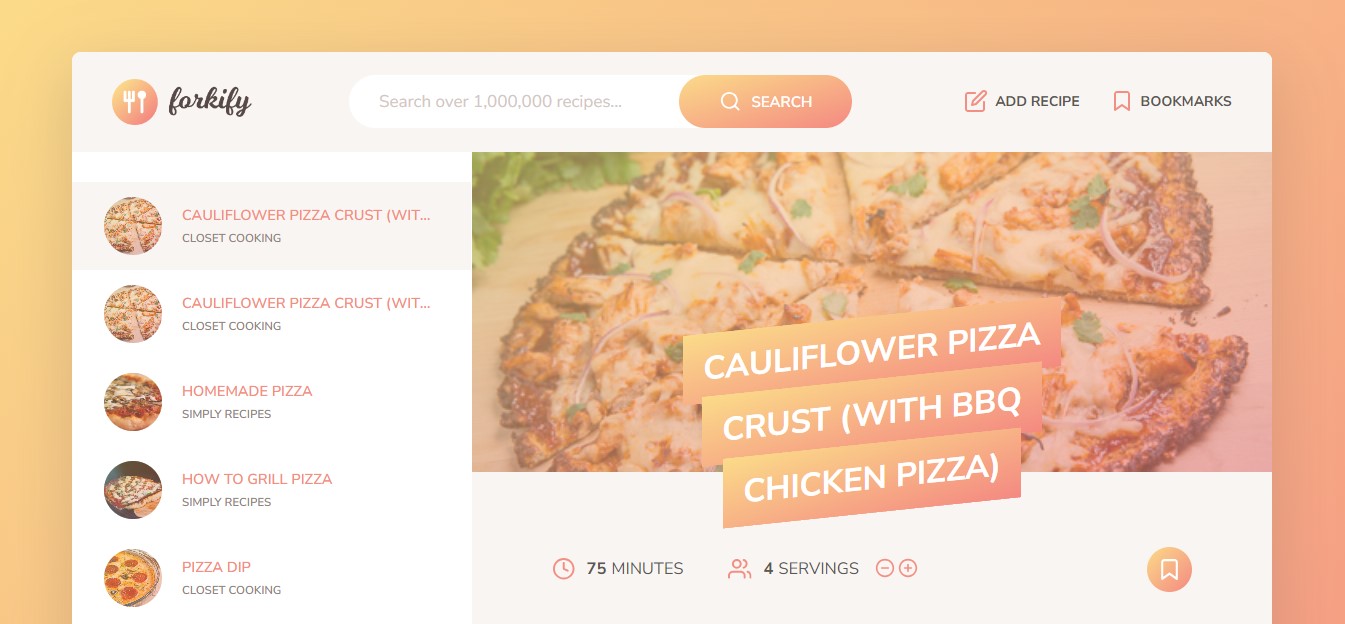 forkify
Search over 1,000,000 recipes...
SEARCH
ADD RECIPE
BOOKMARKS
CAULIFLOWER PIZZA CRUST (WIT...
CLOSET COOKING
CAULIFLOWER PIZZA CRUST (WIT...
CLOSET COOKING
HOMEMADE PIZZA
SIMPLY RECIPES
HOW TO GRILL PIZZA
SIMPLY RECIPES
PIZZA DIP
CLOSET COOKING
CAULIFLOWER PIZZA
CRUST (WITH BBQ
CHICKEN PIZZA)
75 MINUTES
4 SERVINGS